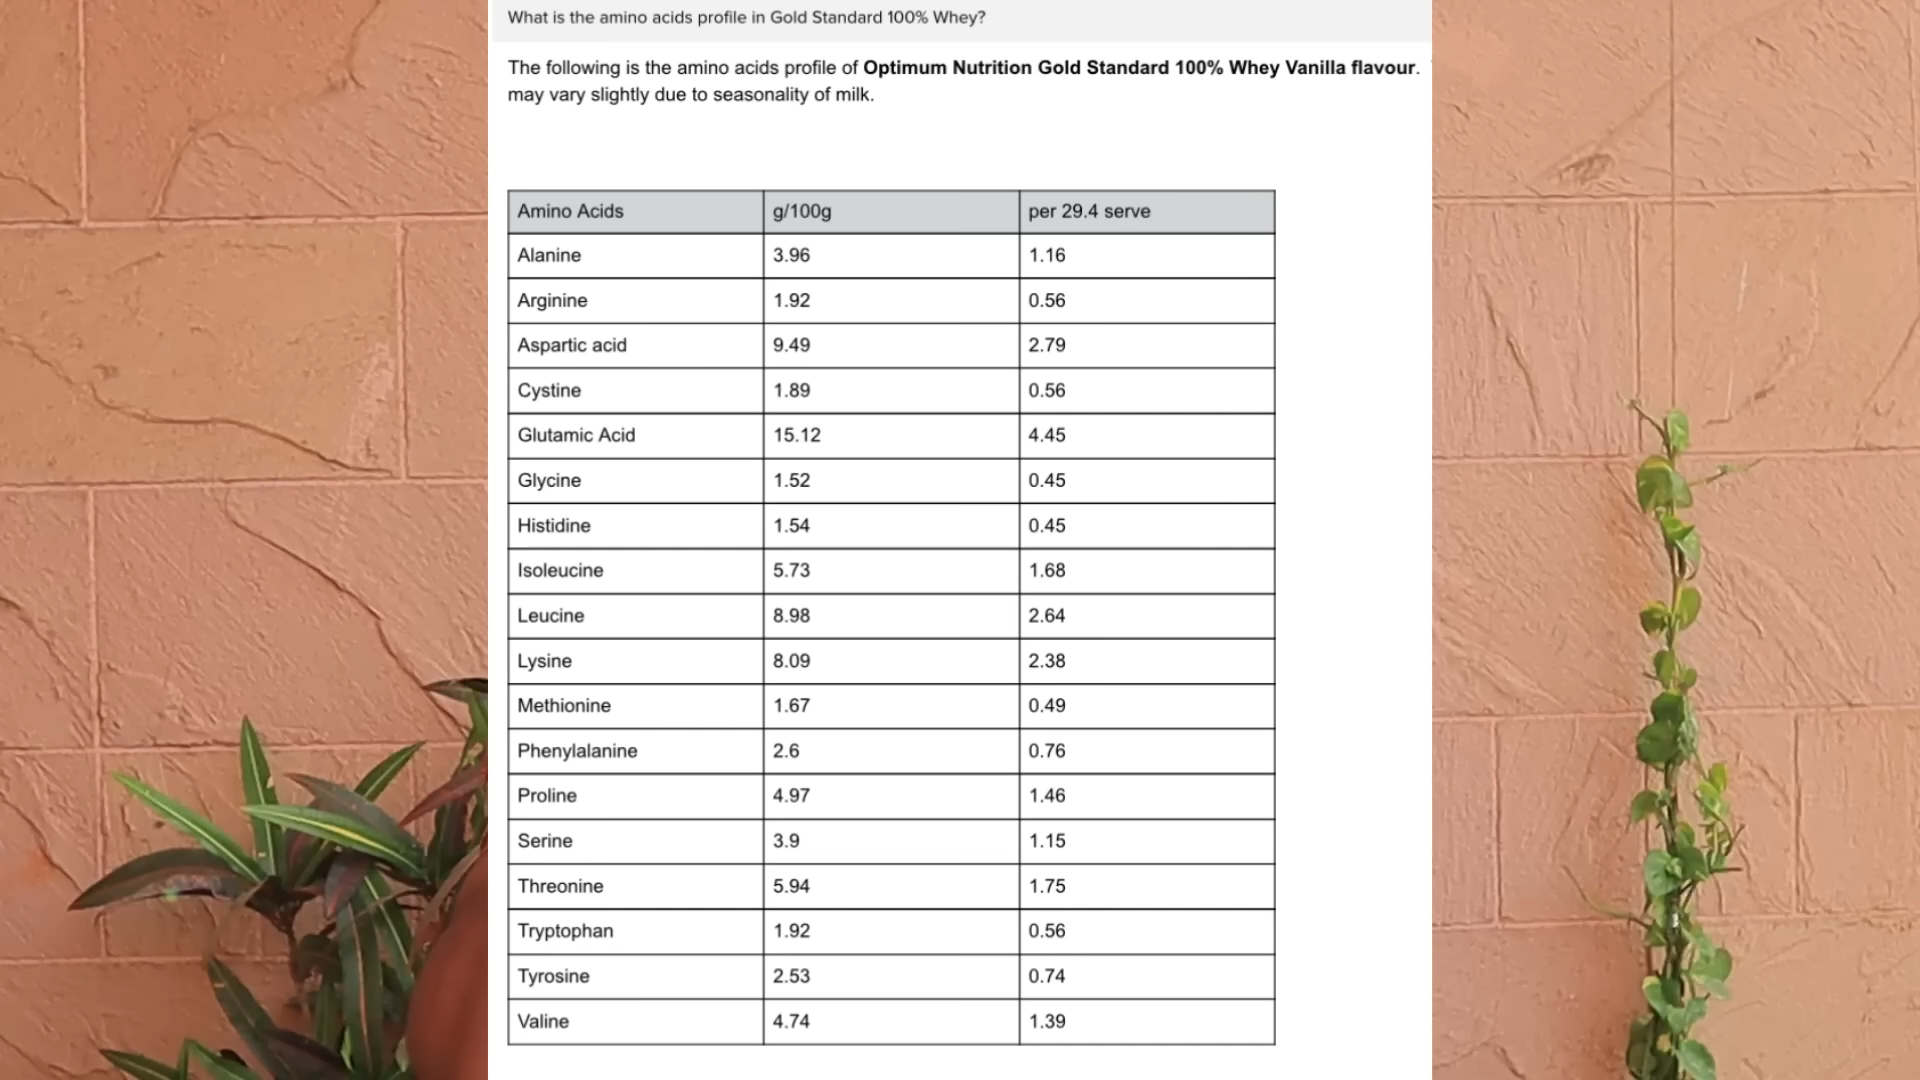 What is the amino acids profile in Gold Standard 100% Whey?
The following is the amino acids profile of Optimum Nutrition Gold Standard 100% Whey Vanilla flavour.
may vary slightly due to seasonality of milk.
Amino Acids g/100g per 29.4 serve
Alanine 3.96 1.16
Arginine 1.92 0.56
Aspartic acid 9.49 2.79
Cystine 1.89 0.56
Glutamic Acid 15.12 4.45
Glycine 1.52 0.45
Histidine 1.54 0.45
Isoleucine 5.73 1.68
Leucine 8.98 2.64
Lysine 8.09 2.38
Methionine 1.67 0.49
Phenylalanine 2.6 0.76
Proline 4.97 1.46
Serine 3.9 1.15
Threonine 5.94 1.75
Tryptophan 1.92 0.56
Tyrosine 2.53 0.74
Valine 4.74 1.39